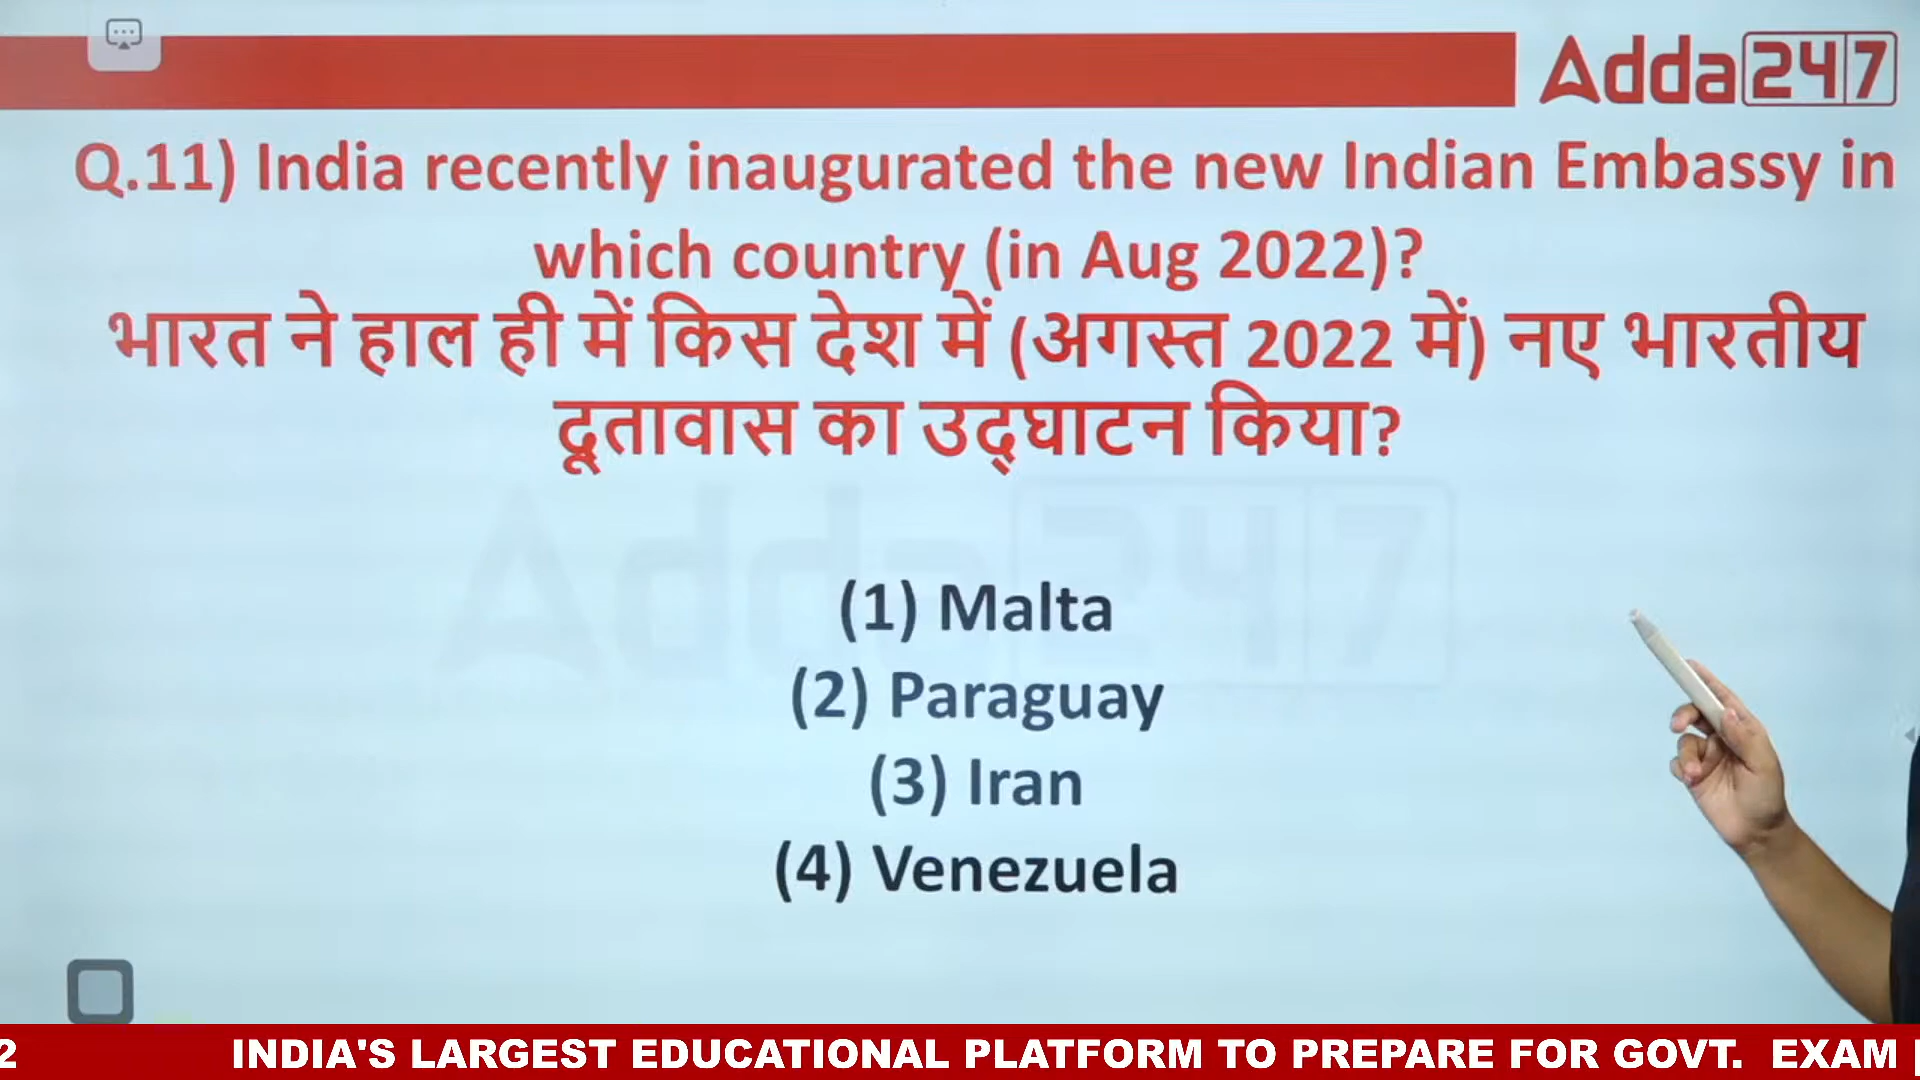 Adda247
Q.11) India recently inaugurated the new Indian Embassy in
which country (in Aug 2022)?
भारत ने हाल ही में किस देश में (अगस्त 2022 में) नए भारतीय
दूतावास का उद्घाटन किया?
Adda247
(1) Malta
(2) Paraguay
(3) Iran
(4) Venezuela
2 INDIA'S LARGEST EDUCATIONAL PLATFORM TO PREPARE FOR GOVT. EXAM |